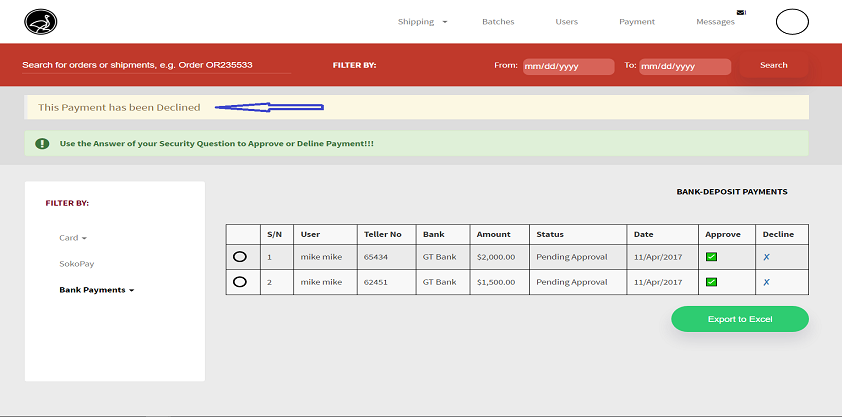 Shipping Batches Users Payment Messages 1
Search for orders or shipments, e.g. Order OR235533 FILTER BY: From: mm/dd/yyyy To: mm/dd/yyyy Search
This Payment has been Declined
Use the Answer of your Security Question to Approve or Deline Payment!!!
FILTER BY:
Card
SokoPay
Bank Payments
BANK-DEPOSIT PAYMENTS
S/N User Teller No Bank Amount Status Date Approve Decline
1 mike mike 65434 GT Bank $2,000.00 Pending Approval 11/Apr/2017
2 mike mike 62451 GT Bank $1,500.00 Pending Approval 11/Apr/2017
Export to Excel